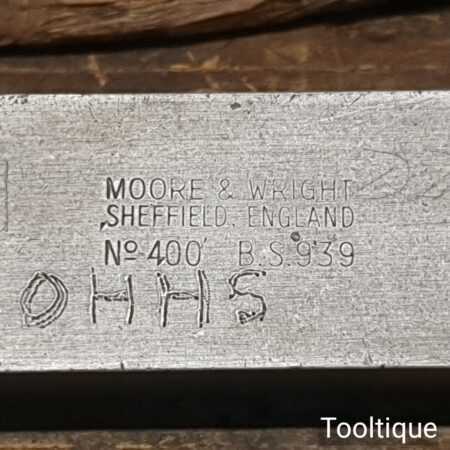 MOORE & WRIGHT
SHEFFIELD, ENGLAND
Nº 400 B.S.939
OHHS
Tooltique